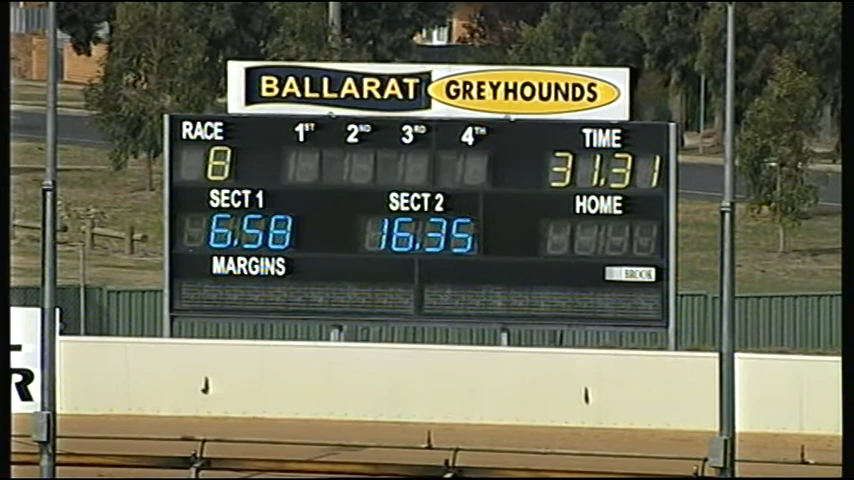 BALLARAT GREYHOUNDS
RACE 1ST 2ND 3RD 4TH TIME
8 31.31
SECT 1 SECT 2 HOME
6.58 16.35
MARGINS
R